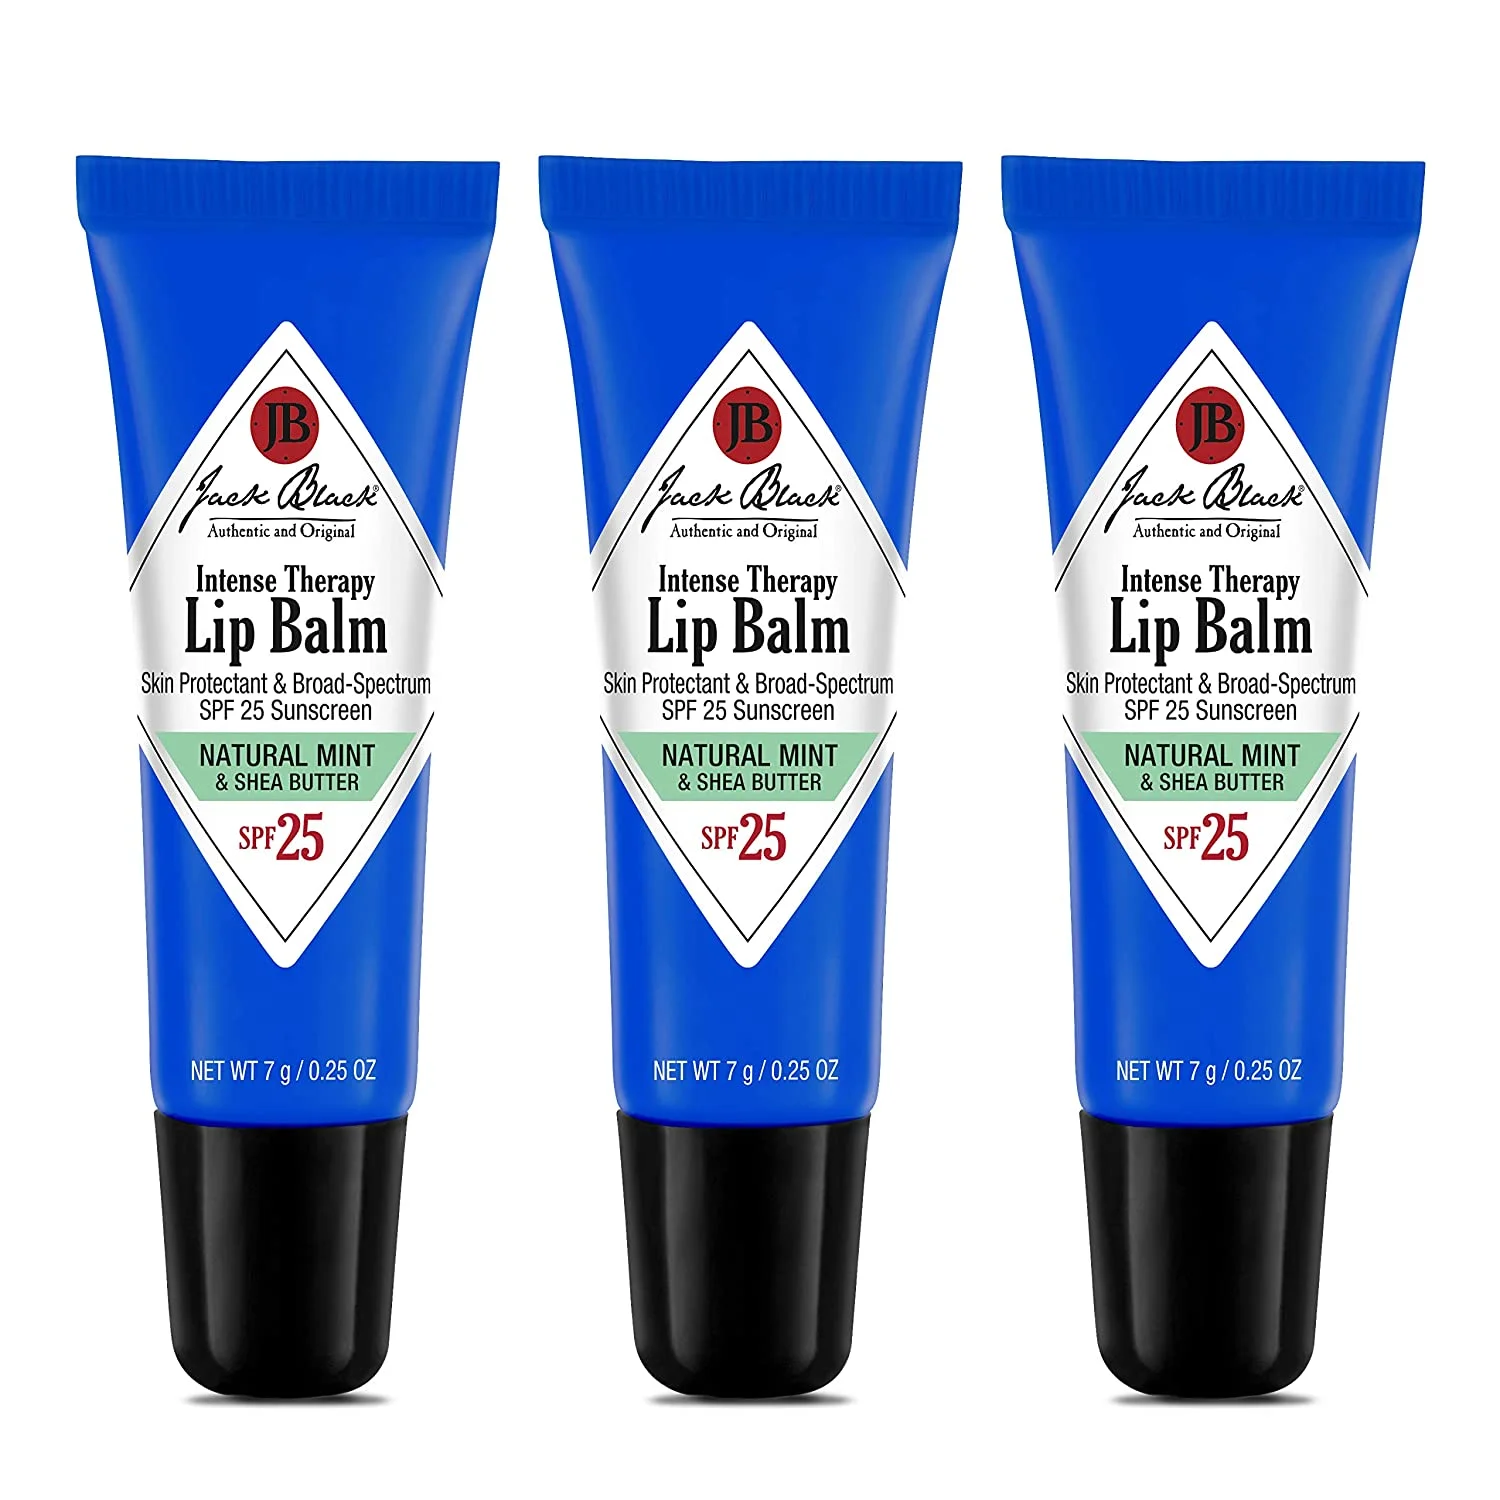 JB
Jack Black®
Authentic and Original
Intense Therapy
Lip Balm
Skin Protectant & Broad-Spectrum
SPF 25 Sunscreen
NATURAL MINT
& SHEA BUTTER
SPF 25
NET WT 7 g / 0.25 OZ
JB
Jack Black®
Authentic and Original
Intense Therapy
Lip Balm
Skin Protectant & Broad-Spectrum
SPF 25 Sunscreen
NATURAL MINT
& SHEA BUTTER
SPF 25
NET WT 7 g / 0.25 OZ
JB
Jack Black®
Authentic and Original
Intense Therapy
Lip Balm
Skin Protectant & Broad-Spectrum
SPF 25 Sunscreen
NATURAL MINT
& SHEA BUTTER
SPF 25
NET WT 7 g / 0.25 OZ